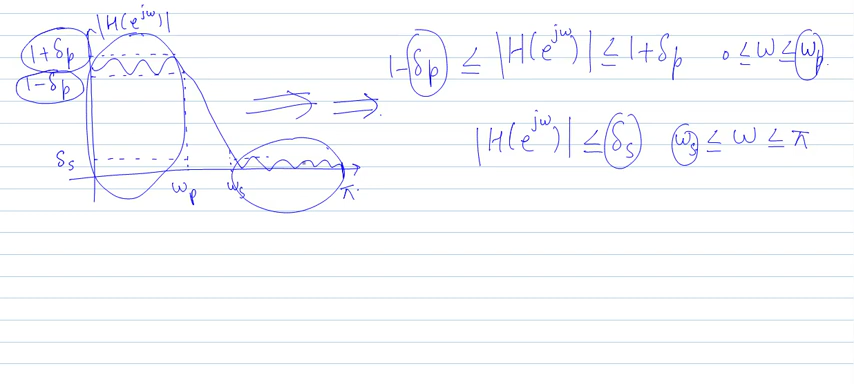 |H(e^{jω})|
1+δp
1-δp
δs
ωp ωs π
1-δp ≤ |H(e^{jω})| ≤ 1+δp 0 ≤ ω ≤ ωp.
|H(e^{jω})| ≤ δs ωs ≤ ω ≤ π